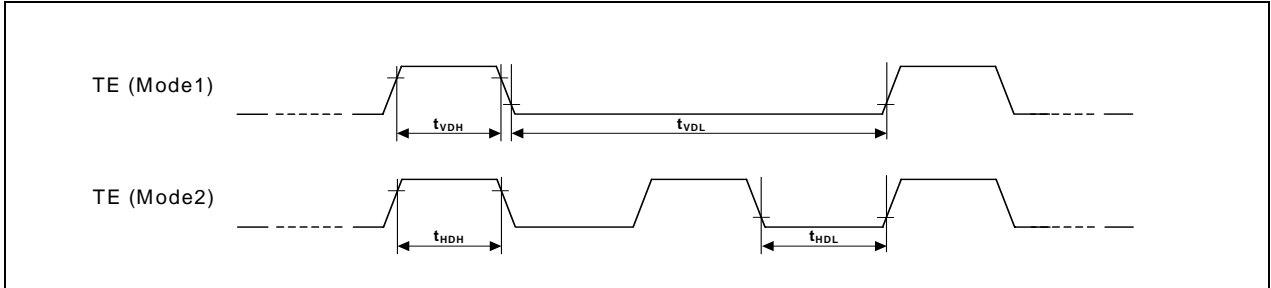 TE (Mode1)
tVDH
tVDL
TE (Mode2)
tHDH
tHDL